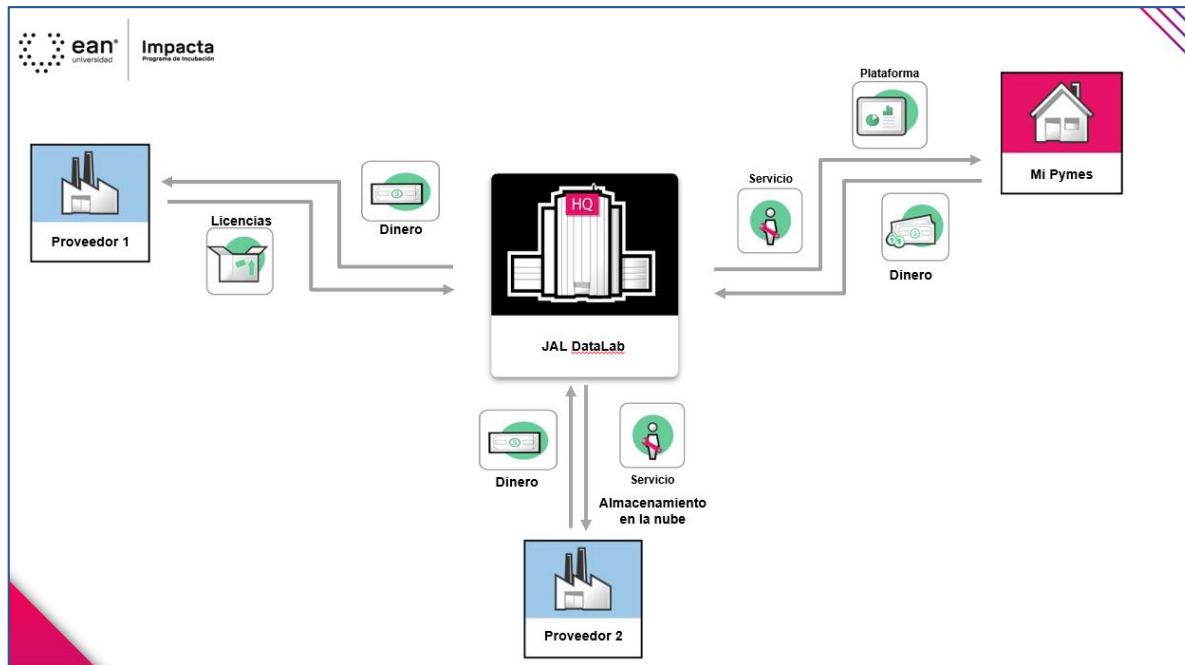 ean®
universidad
Impacta
Programa de Incubación
Plataforma
Mi Pymes
Servicio
Dinero
Proveedor 1
Licencias
Dinero
HQ
JAL DataLab
Dinero
Servicio
Almacenamiento
en la nube
Proveedor 2